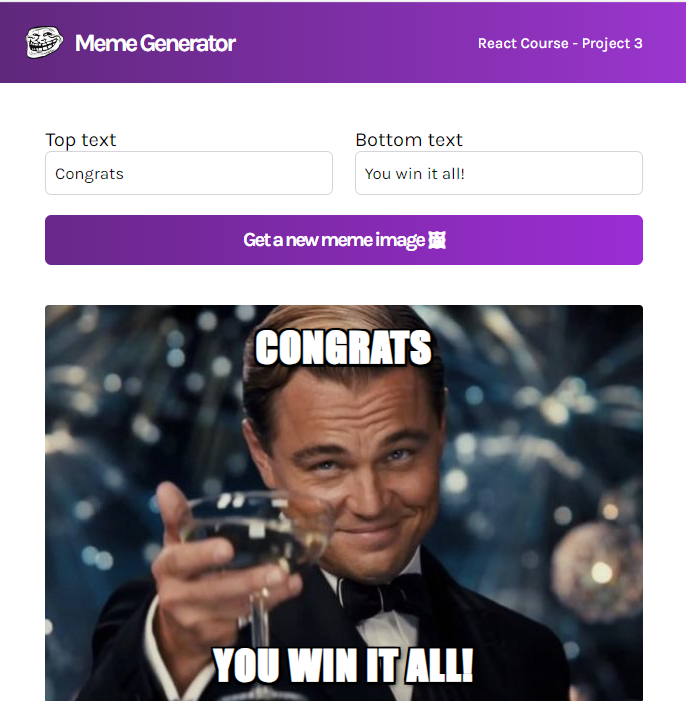 Meme Generator
React Course - Project 3
Top text
Bottom text
Congrats
You win it all!
Get a new meme image 🖼
CONGRATS
YOU WIN IT ALL!